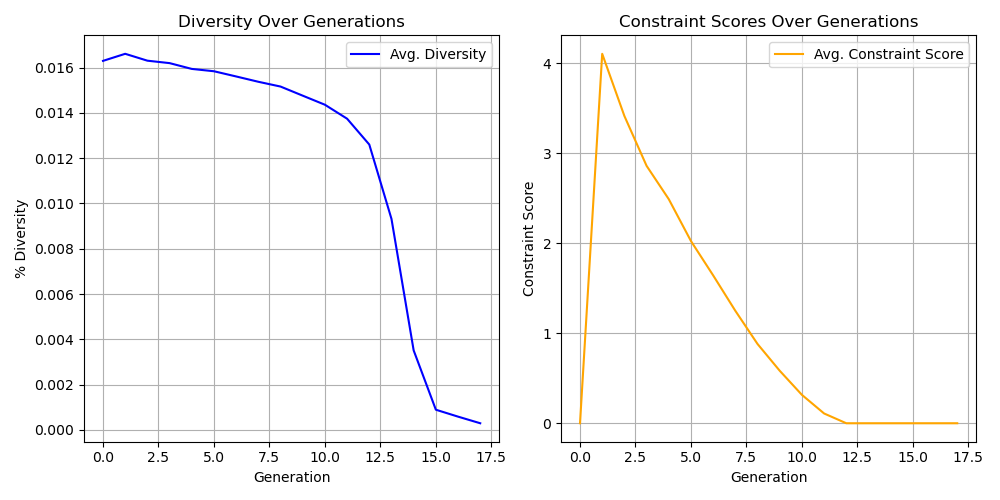 Diversity Over Generations
Avg. Diversity
% Diversity
0.016
0.014
0.012
0.010
0.008
0.006
0.004
0.002
0.000
0.0 2.5 5.0 7.5 10.0 12.5 15.0 17.5
Generation
Constraint Scores Over Generations
Avg. Constraint Score
Constraint Score
4
3
2
1
0
0.0 2.5 5.0 7.5 10.0 12.5 15.0 17.5
Generation